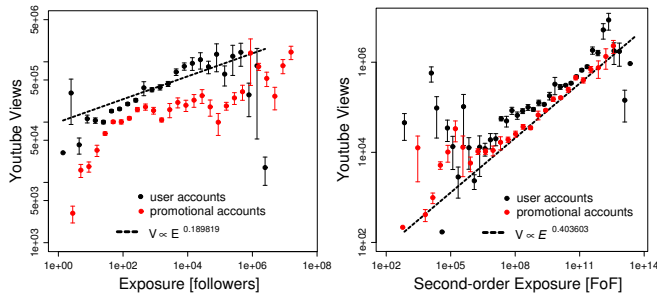 5e+06
5e+05
5e+04
5e+03
1e+03
Youtube Views
user accounts
promotional accounts
V ∝ E 0.189819
1e+00 1e+02 1e+04 1e+06 1e+08
Exposure [followers]
1e+06
1e+04
1e+02
Youtube Views
user accounts
promotional accounts
V ∝ E 0.403603
1e+02 1e+05 1e+08 1e+11 1e+14
Second-order Exposure [FoF]